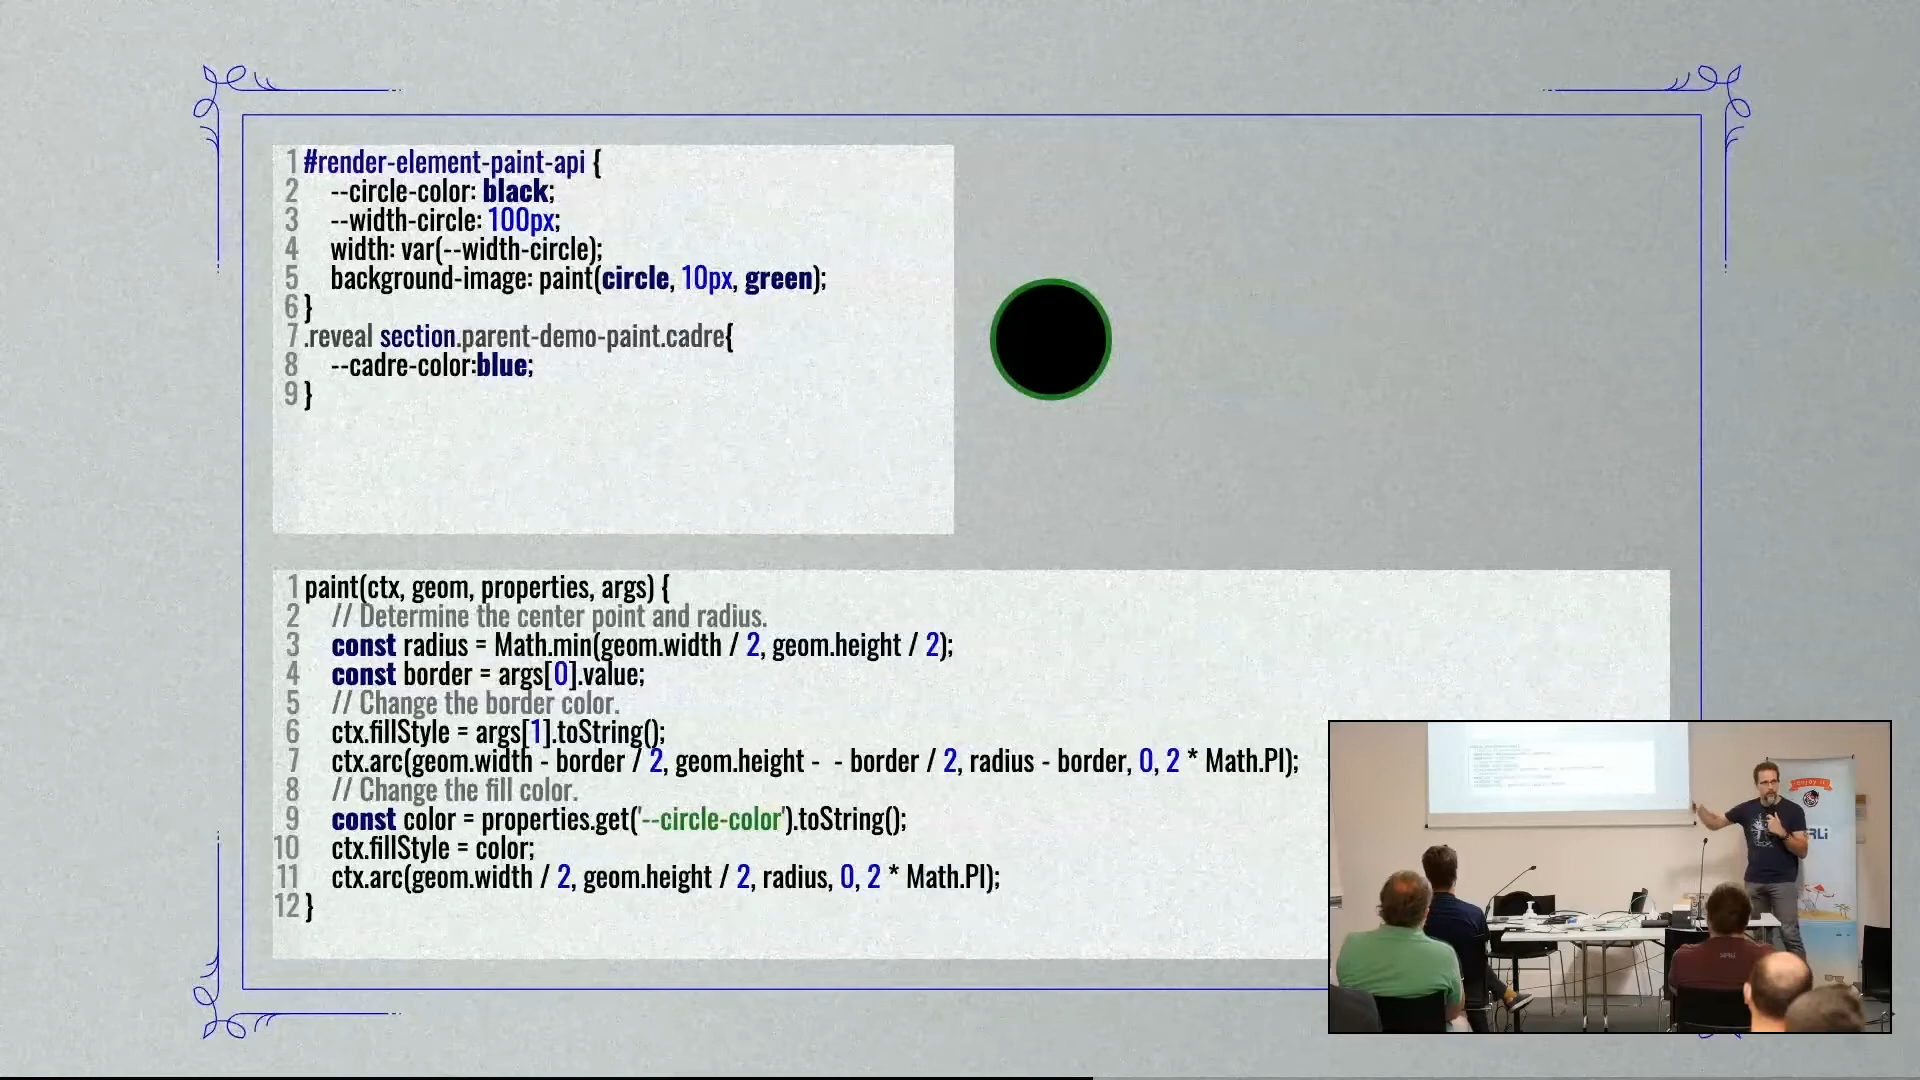 1 #render-element-paint-api {
2 --circle-color: black;
3 --width-circle: 100px;
4 width: var(--width-circle);
5 background-image: paint(circle, 10px, green);
6 }
7 .reveal section.parent-demo-paint.cadre{
8 --cadre-color:blue;
9 }
1 paint(ctx, geom, properties, args) {
2 // Determine the center point and radius.
3 const radius = Math.min(geom.width / 2, geom.height / 2);
4 const border = args[0].value;
5 // Change the border color.
6 ctx.fillStyle = args[1].toString();
7 ctx.arc(geom.width - border / 2, geom.height - - border / 2, radius - border, 0, 2 * Math.PI);
8 // Change the fill color.
9 const color = properties.get('--circle-color').toString();
10 ctx.fillStyle = color;
11 ctx.arc(geom.width / 2, geom.height / 2, radius, 0, 2 * Math.PI);
12 }
enjoy it